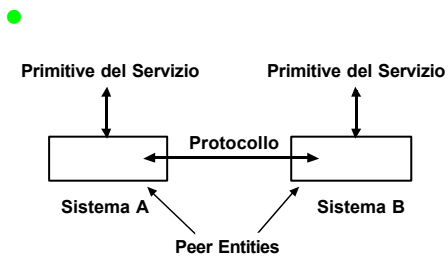 Primitive del Servizio
Primitive del Servizio
Protocollo
Sistema A
Sistema B
Peer Entities